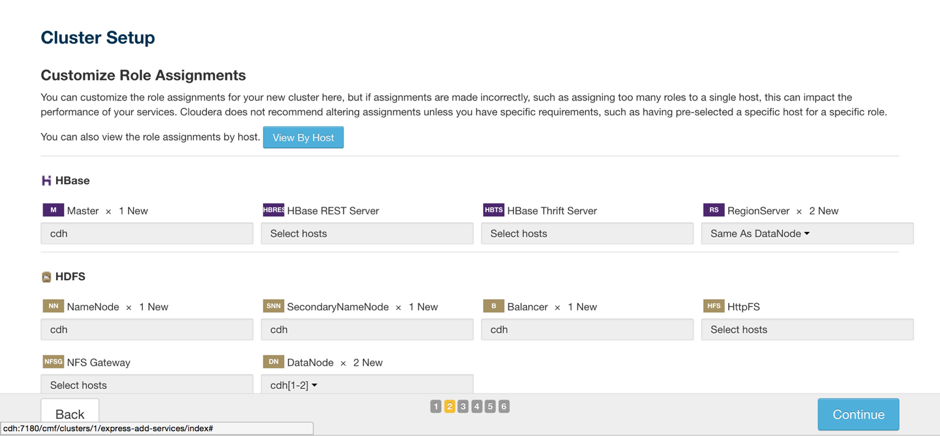 Cluster Setup
Customize Role Assignments
You can customize the role assignments for your new cluster here, but if assignments are made incorrectly, such as assigning too many roles to a single host, this can impact the
performance of your services. Cloudera does not recommend altering assignments unless you have specific requirements, such as having pre-selected a specific host for a specific role.
You can also view the role assignments by host. View By Host
HBase
M Master × 1 New HBRES HBase REST Server HBTS HBase Thrift Server RS RegionServer × 2 New
cdh Select hosts Select hosts Same As DataNode
HDFS
NN NameNode × 1 New SNN SecondaryNameNode × 1 New B Balancer × 1 New HFS HttpFS
cdh cdh cdh Select hosts
NFSG NFS Gateway DN DataNode × 2 New
Select hosts cdh[1-2]
Back 1 2 3 4 5 6 Continue
cdh:7180/cmf/clusters/1/express-add-services/index#